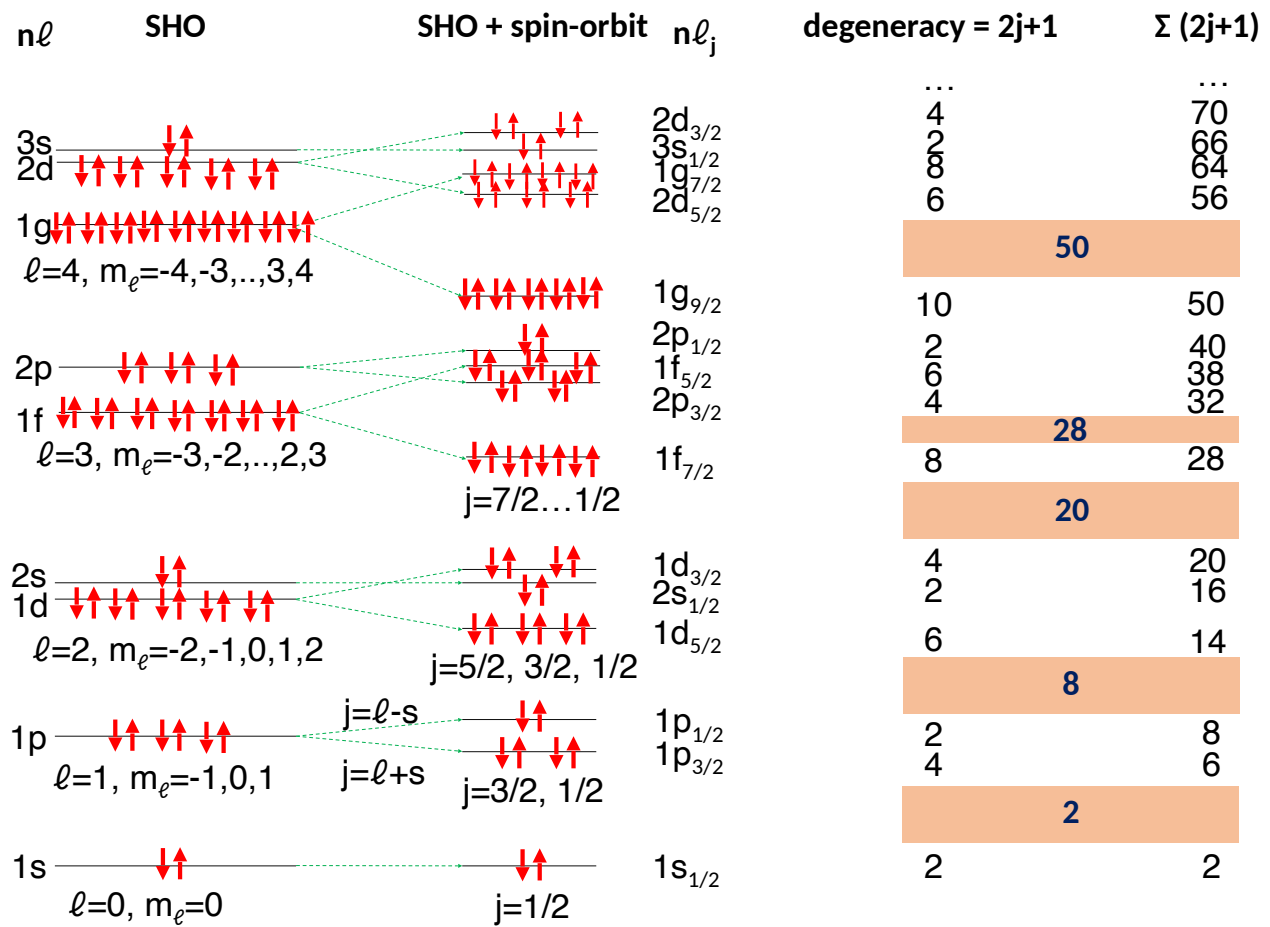 nℓ SHO SHO + spin-orbit nℓj degeneracy = 2j+1 Σ (2j+1)
… …
2d3/2 4 70
3s 3s1/2 2 66
2d 1g7/2 8 64
2d5/2 6 56
1g 50
ℓ=4, mℓ=-4,-3,..,3,4
1g9/2 10 50
2p1/2 2 40
2p 1f5/2 6 38
2p3/2 4 32
1f 28
ℓ=3, mℓ=-3,-2,..,2,3 1f7/2 8 28
j=7/2…1/2 20
1d3/2 4 20
2s 2s1/2 2 16
1d 1d5/2 6 14
ℓ=2, mℓ=-2,-1,0,1,2 j=5/2, 3/2, 1/2
8
j=ℓ-s
1p 1p1/2 2 8
1p3/2 4 6
ℓ=1, mℓ=-1,0,1 j=ℓ+s j=3/2, 1/2
2
1s 1s1/2 2 2
ℓ=0, mℓ=0 j=1/2